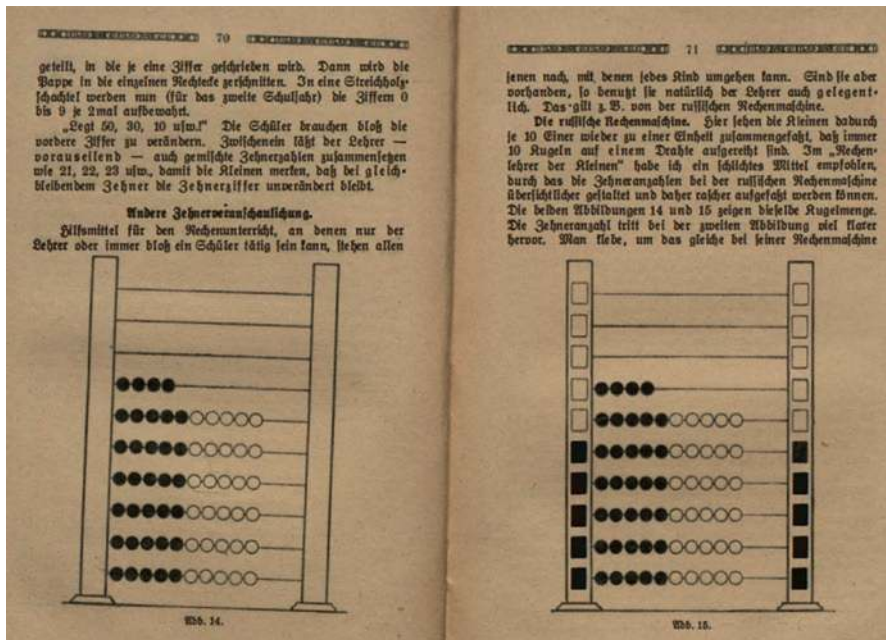 70
geteilt, in die je eine Ziffer geschrieben wird. Dann wird die
Pappe in die einzelnen Rechtecke zerschnitten. In eine Streichholz-
schachtel werden nun (für das zweite Schuljahr) die Ziffern 0
bis 9 je 2mal aufbewahrt.
„Legt 50, 30, 10 usw.!" Die Schüler brauchen bloß die
vordere Ziffer zu verändern. Zwischenein läßt der Lehrer —
vorauseilend — auch gemischte Zehnerzahlen zusammensetzen
wie 21, 22, 23 usw., damit die Kleinen merken, daß bei gleich-
bleibendem Zehner die Zehnerziffer unverändert bleibt.
Andere Zehnerveranschaulichung.
Hilfsmittel für den Rechenunterricht, an denen nur der
Lehrer oder immer bloß ein Schüler tätig sein kann, stehen allen
Abb. 14.
71
jenen nach, mit denen jedes Kind umgehen kann. Sind sie aber
vorhanden, so benutzt sie natürlich der Lehrer auch gelegent-
lich. Das gilt z. B. von der russischen Rechenmaschine.
Die russische Rechenmaschine. Hier sehen die Kleinen dadurch
je 10 Einer wieder zu einer Einheit zusammengefaßt, daß immer
10 Kugeln auf einem Drahte aufgereiht sind. Im „Rechen-
lehrer der Kleinen" habe ich ein schlichtes Mittel empfohlen,
durch das die Zehneranzahlen bei der russischen Rechenmaschine
übersichtlicher gestaltet und daher rascher aufgefaßt werden können.
Die beiden Abbildungen 14 und 15 zeigen dieselbe Kugelmenge.
Die Zehneranzahl tritt bei der zweiten Abbildung viel klarer
hervor. Man klebe, um das gleiche bei seiner Rechenmaschine
Abb. 15.